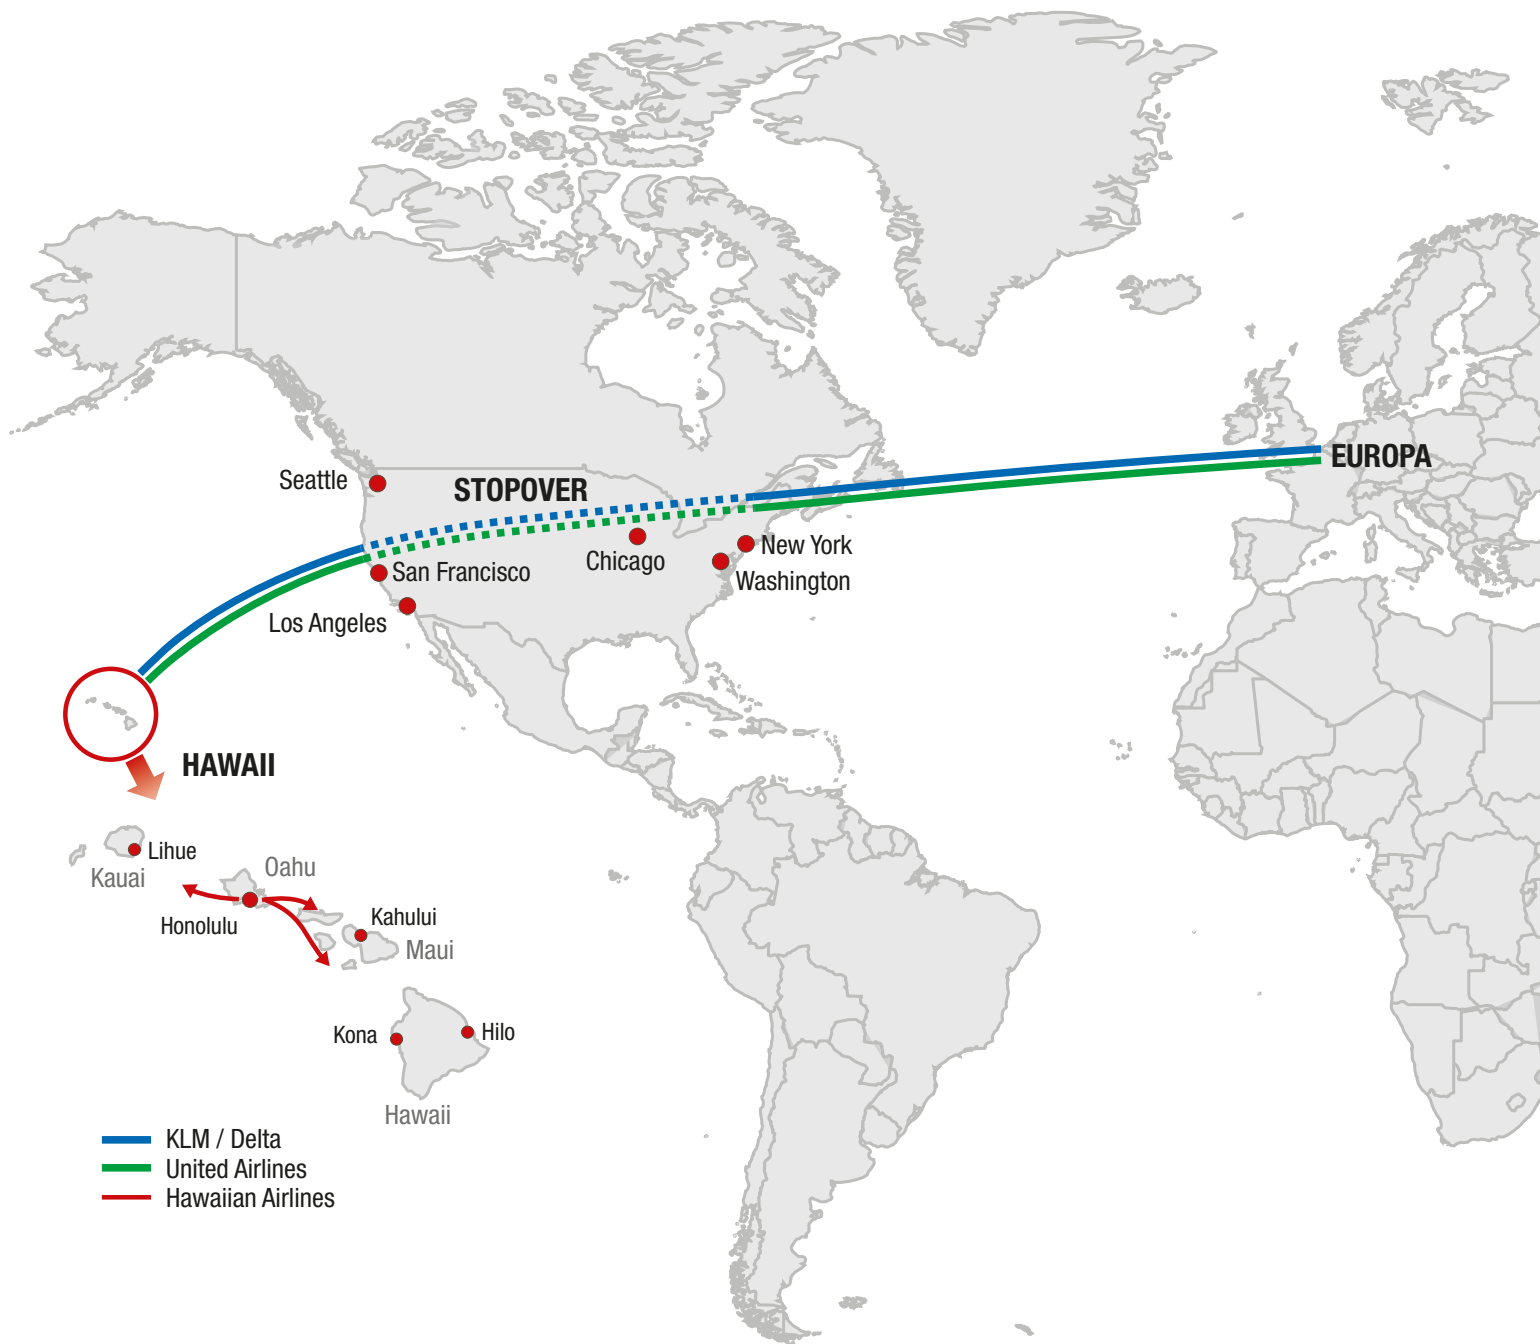 Seattle
STOPOVER
EUROPA
San Francisco
Chicago
New York
Washington
Los Angeles
HAWAII
Lihue
Kauai
Oahu
Honolulu
Kahului
Maui
Kona
Hilo
Hawaii
KLM / Delta
United Airlines
Hawaiian Airlines